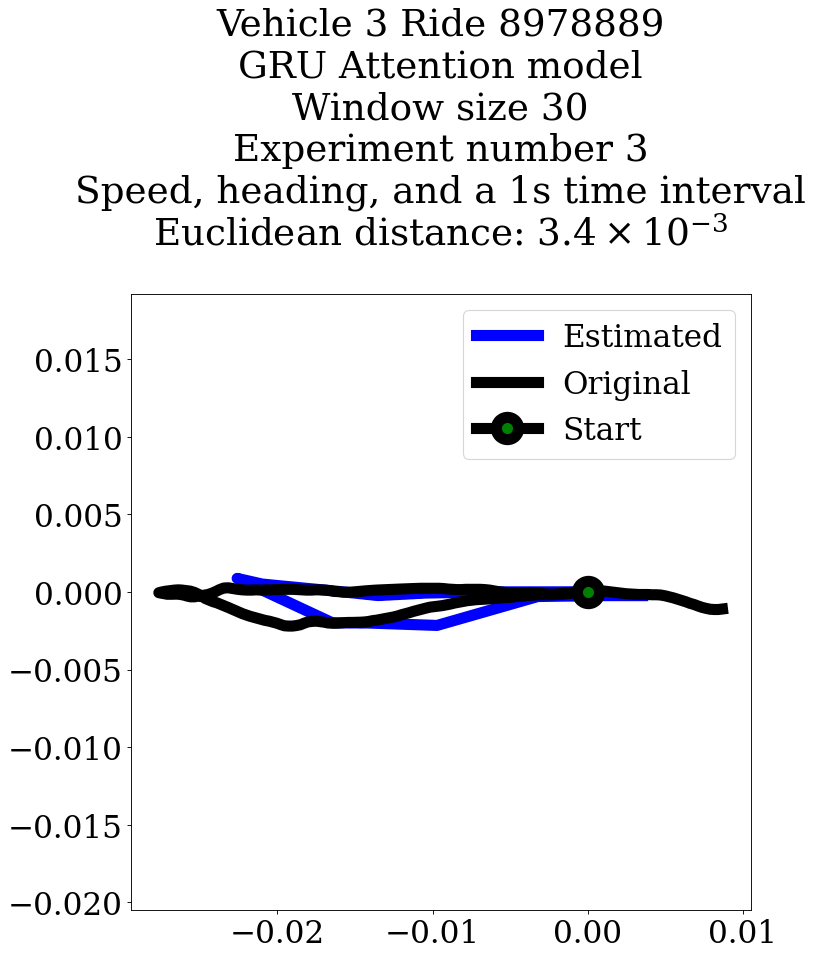 Vehicle 3 Ride 8978889
GRU Attention model
Window size 30
Experiment number 3
Speed, heading, and a 1s time interval
Euclidean distance: 3.4 × 10⁻³
Estimated
Original
Start
0.015
0.010
0.005
0.000
−0.005
−0.010
−0.015
−0.020
−0.02
−0.01
0.00
0.01